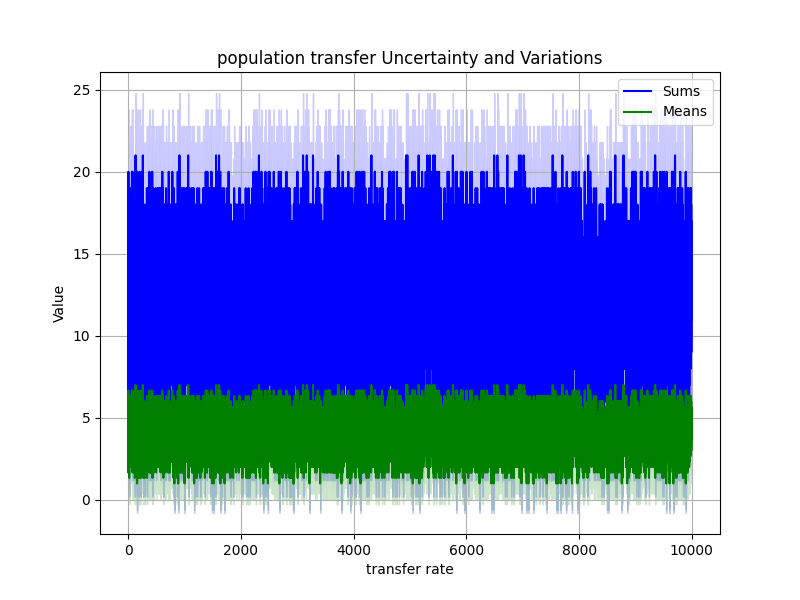 population transfer Uncertainty and Variations
Sums
Means
Value
25
20
15
10
5
0
0 2000 4000 6000 8000 10000
transfer rate